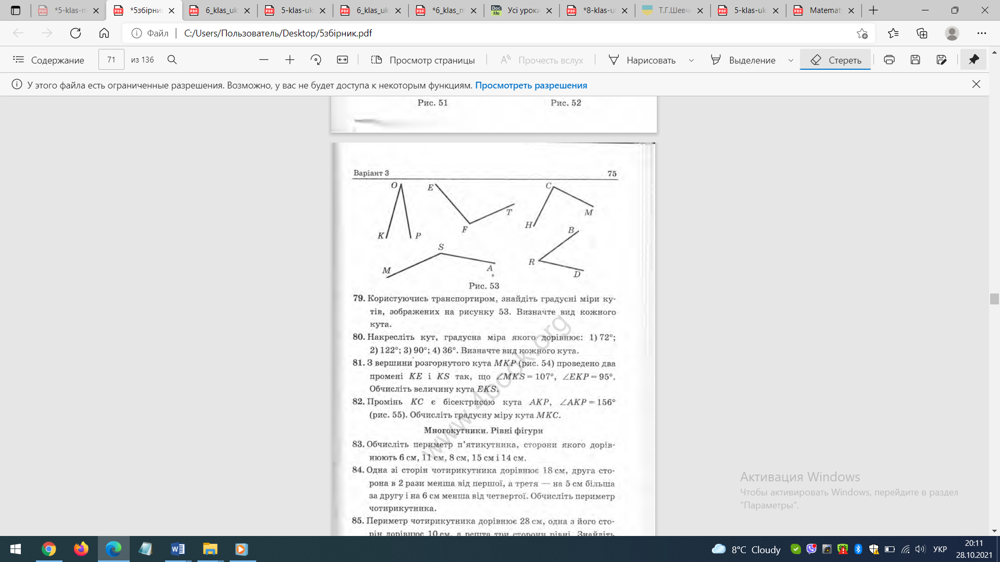 *5-klas-m
*5збірни
6_klas_uk
5-klas-uk
6_klas_uk
*6_klas_m
Усі уроки
*8-klas-u
Т.Г.Шевч
5-klas-uk
Matemat
Файл
C:/Users/Пользователь/Desktop/5збірник.pdf
Содержание
71
из 136
Просмотр страницы
Прочесть вслух
Нарисовать
Выделение
Стереть
У этого файла есть ограниченные разрешения. Возможно, у вас не будет доступа к некоторым функциям. Просмотреть разрешения
Рис. 51
Рис. 52
Варіант 3
75
O
E
C
T
M
K
P
F
H
B
S
M
A
R
D
Рис. 53
79. Користуючись транспортиром, знайдіть градусні міри ку-
тів, зображених на рисунку 53. Визначте вид кожного
кута.
80. Накресліть кут, градусна міра якого дорівнює: 1) 72°;
2) 122°; 3) 90°; 4) 36°. Визначте вид кожного кута.
81. З вершини розгорнутого кута MKP (рис. 54) проведено два
промені KE і KS так, що ∠MKS = 107°, ∠EKP = 95°.
Обчисліть величину кута EKS.
82. Промінь KC є бісектрисою кута AKP, ∠AKP = 156°
(рис. 55). Обчисліть градусну міру кута MKC.
Многокутники. Рівні фігури
83. Обчисліть периметр п’ятикутника, сторони якого дорів-
нюють 6 см, 11 см, 8 см, 15 см і 14 см.
84. Одна зі сторін чотирикутника дорівнює 18 см, друга сто-
рона в 2 рази менша від першої, а третя — на 5 см більша
за другу і на 6 см менша від четвертої. Обчисліть периметр
чотирикутника.
85. Периметр чотирикутника дорівнює 28 см, одна з його сто-
рін дорівнює 10 см, а решта три сторони рівні. Знайдіть
www.4book.org
Активация Windows
Чтобы активировать Windows, перейдите в раздел
"Параметры".
8°C Cloudy
УКР
20:11
28.10.2021